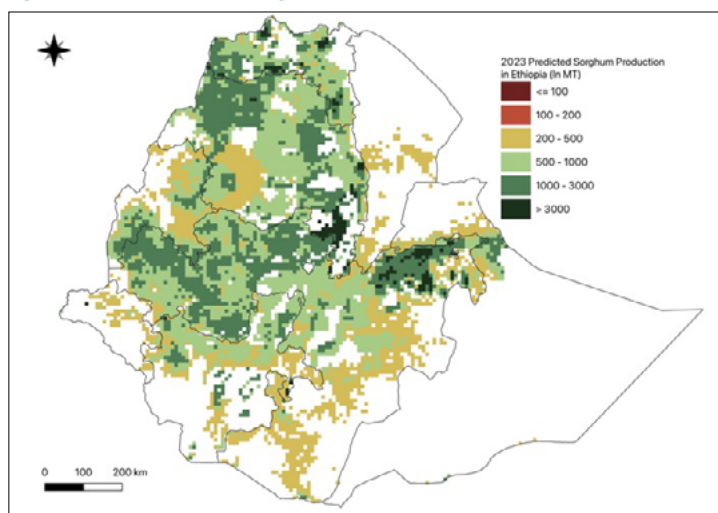 2023 Predicted Sorghum Production
in Ethiopia (In MT)
<= 100
100 - 200
200 - 500
500 - 1000
1000 - 3000
> 3000
0 100 200 km